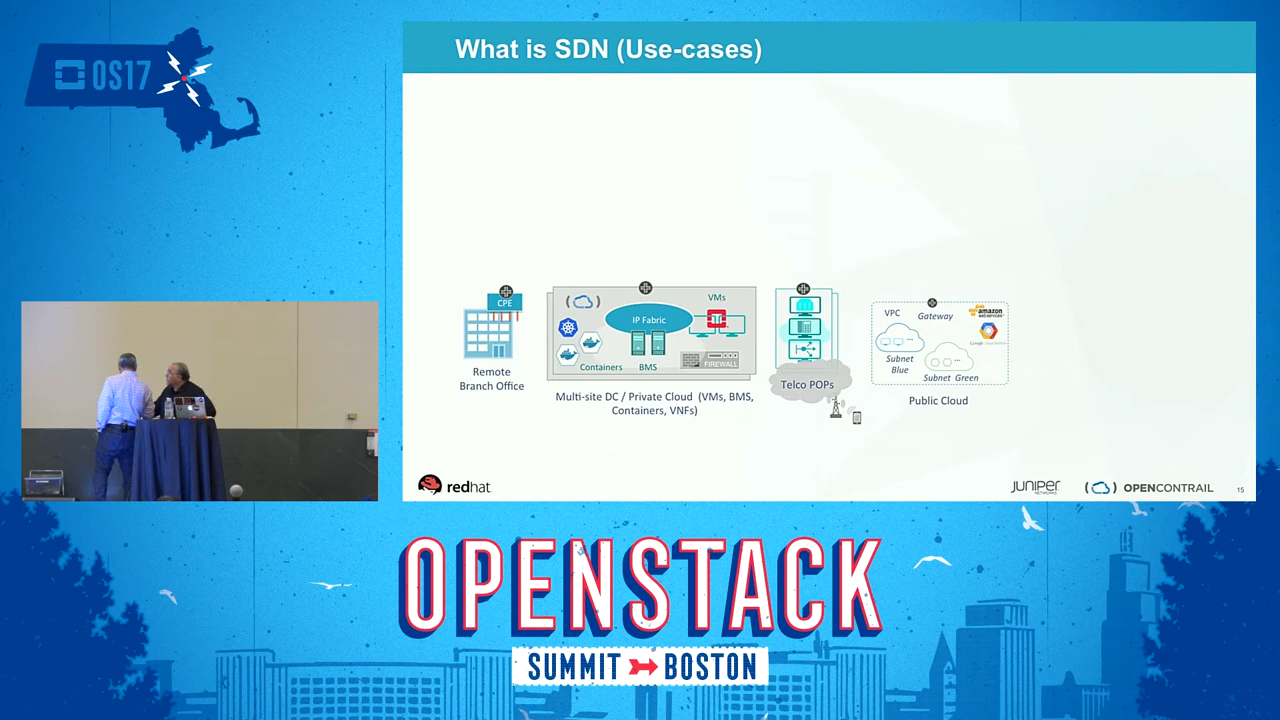 OS17
What is SDN (Use-cases)
CPE
Remote
Branch Office
IP Fabric
VMs
Containers
BMS
FIREWALL
Multi-site DC / Private Cloud (VMs, BMS,
Containers, VNFs)
Telco POPs
VPC
Gateway
amazon
Subnet
Blue
Subnet Green
Public Cloud
redhat
JUNIPER
NETWORKS
OPENCONTRAIL
15
OPENSTACK
SUMMIT BOSTON